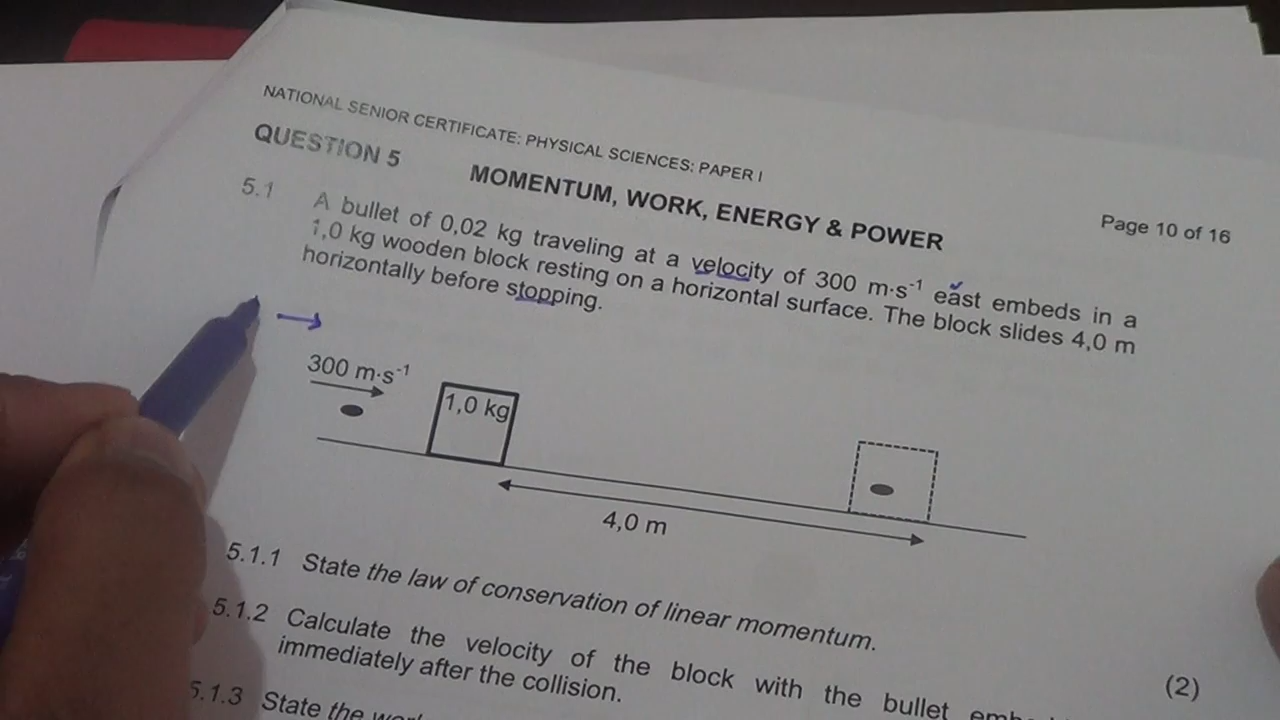 NATIONAL SENIOR CERTIFICATE: PHYSICAL SCIENCES: PAPER I
Page 10 of 16
QUESTION 5 MOMENTUM, WORK, ENERGY & POWER
5.1 A bullet of 0,02 kg traveling at a velocity of 300 m·s⁻¹ east embeds in a
1,0 kg wooden block resting on a horizontal surface. The block slides 4,0 m
horizontally before stopping.
300 m·s⁻¹
1,0 kg
4,0 m
5.1.1 State the law of conservation of linear momentum.
(2)
5.1.2 Calculate the velocity of the block with the bullet
immediately after the collision.
5.1.3 State the